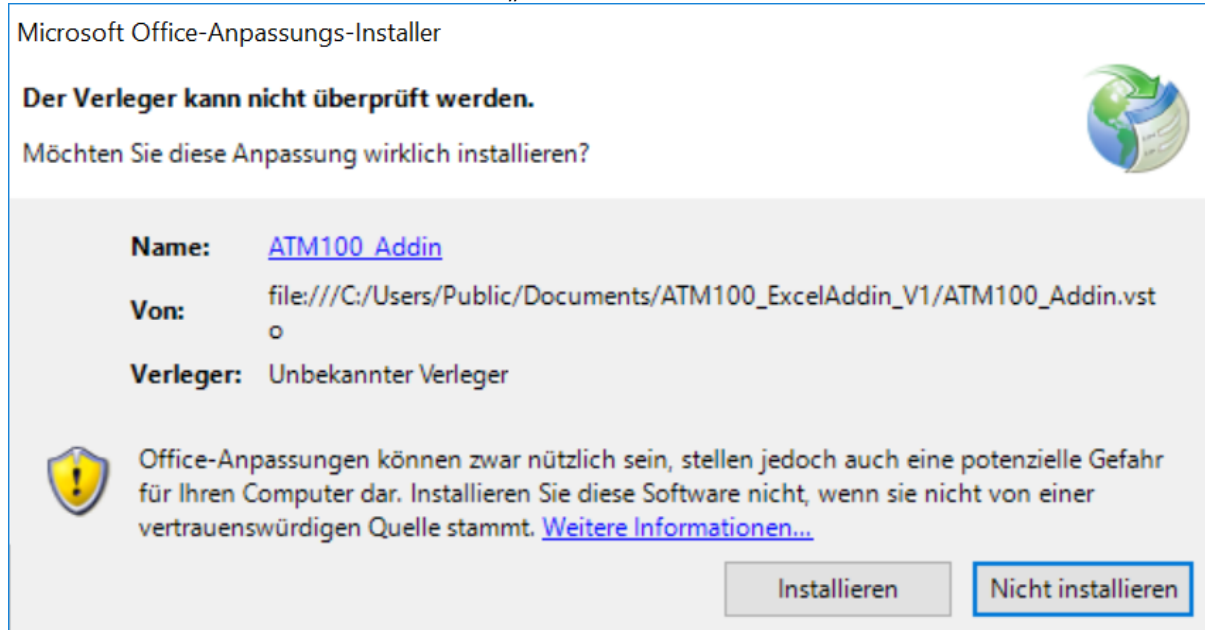 Microsoft Office-Anpassungs-Installer
Der Verleger kann nicht überprüft werden.
Möchten Sie diese Anpassung wirklich installieren?
Name: ATM100_Addin
Von: file:///C:/Users/Public/Documents/ATM100_ExcelAddin_V1/ATM100_Addin.vst
o
Verleger: Unbekannter Verleger
Office-Anpassungen können zwar nützlich sein, stellen jedoch auch eine potenzielle Gefahr
für Ihren Computer dar. Installieren Sie diese Software nicht, wenn sie nicht von einer
vertrauenswürdigen Quelle stammt. Weitere Informationen...
Installieren Nicht installieren